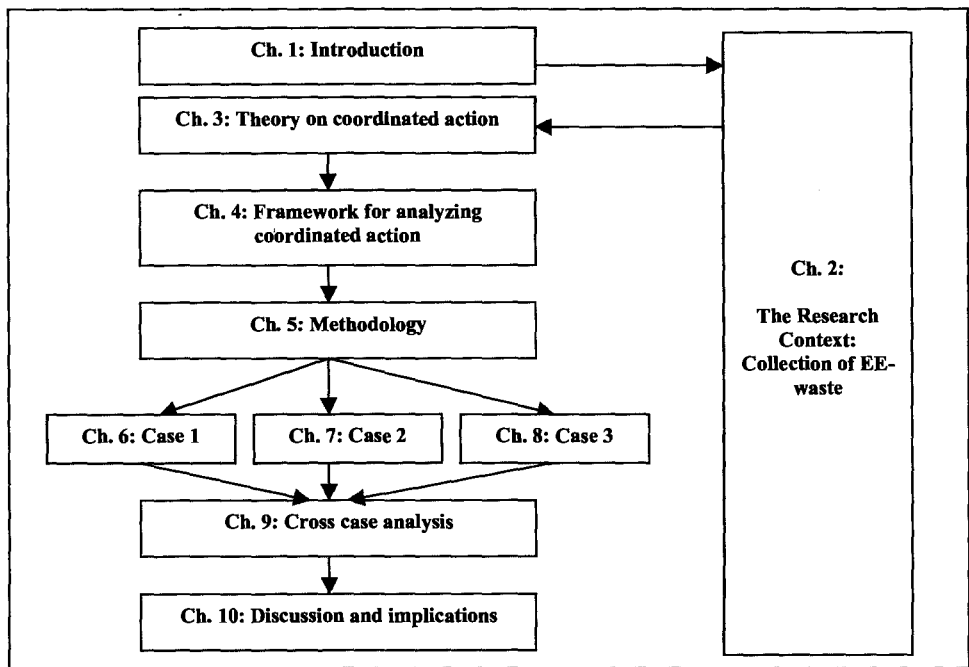 Ch. 1: Introduction
Ch. 3: Theory on coordinated action
Ch. 4: Framework for analyzing
coordinated action
Ch. 5: Methodology
Ch. 6: Case 1
Ch. 7: Case 2
Ch. 8: Case 3
Ch. 9: Cross case analysis
Ch. 10: Discussion and implications
Ch. 2:
The Research
Context:
Collection of EE-
waste